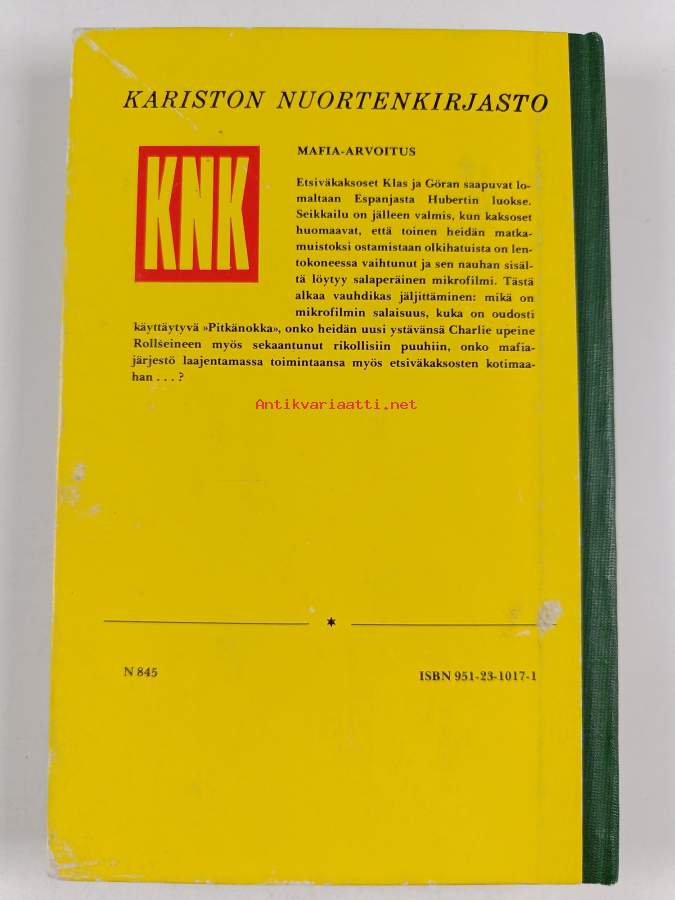 KARISTON NUORTENKIRJASTO
KNK
MAFIA-ARVOITUS
Etsiväkaksoset Klas ja Göran saapuvat lo-
maltaan Espanjasta Hubertin luokse.
Seikkailu on jälleen valmis, kun kaksoset
huomaavat, että toinen heidän matka-
muistoksi ostamistaan olkihatuista on len-
tokoneessa vaihtunut ja sen nauhan sisäl-
tä löytyy salaperäinen mikrofilmi. Tästä
alkaa vauhdikas jäljittäminen: mikä on
mikrofilmin salaisuus, kuka on oudosti
käyttäytyvä »Pitkänokka», onko heidän uusi ystävänsä Charlie upeine
Rollseineen myös sekaantunut rikollisiin puuhiin, onko mafia-
järjestö laajentamassa toimintaansa myös etsiväkaksosten kotimaa-
han . . . ?
Antikvariaatti.net
N 845
ISBN 951-23-1017-1